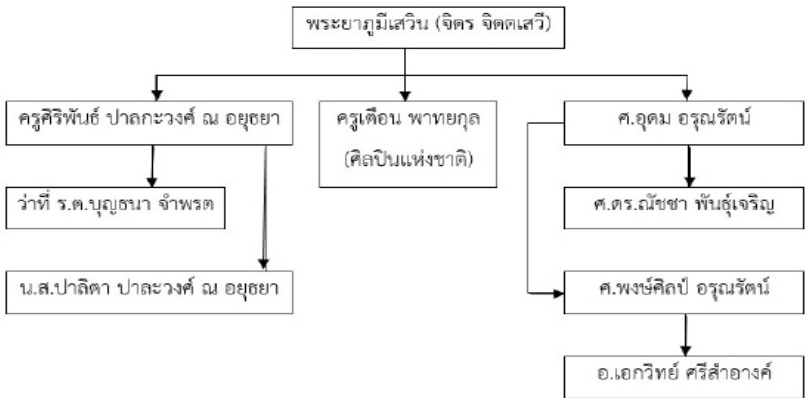 พระยาภูมีเสวิน (จิตร จิตตเสวี)
ครูศิริพันธ์ ปาลกะวงศ์ ณ อยุธยา
ครูเตือน พาทยกุล
(ศิลปินแห่งชาติ)
ศ.อุดม อรุณรัตน์
ว่าที่ ร.ต.บุญธนา จำพรต
ศ.ดร.ณัชชา พันธุ์เจริญ
น.ส.ปาลิตา ปาละวงศ์ ณ อยุธยา
ศ.พงษ์ศิลป์ อรุณรัตน์
อ.เอกวิทย์ ศรีสำอางค์